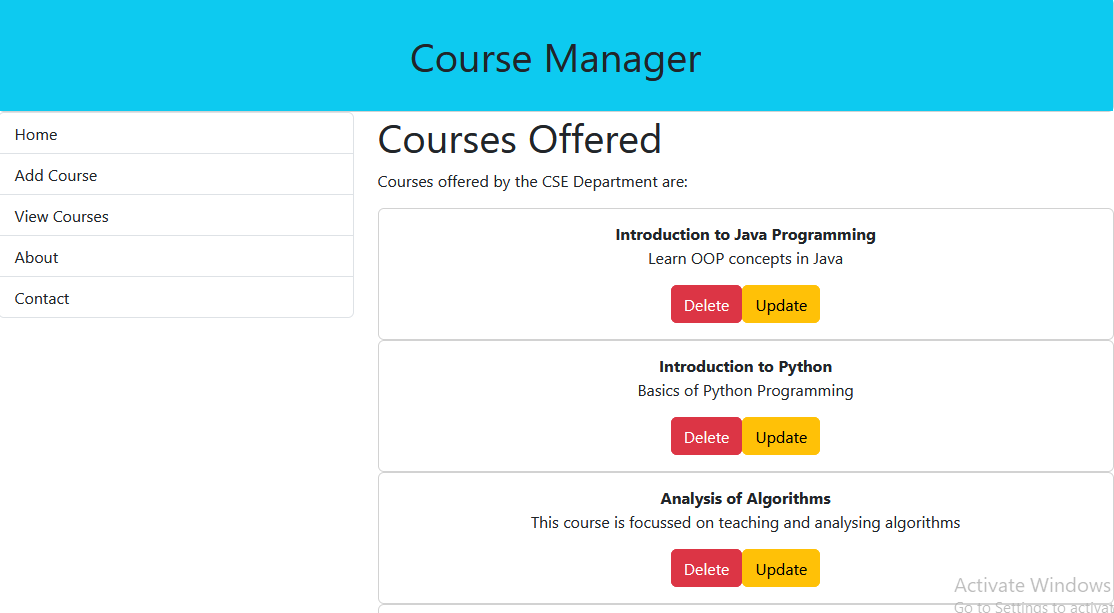 Course Manager
Home
Add Course
View Courses
About
Contact
Courses Offered
Courses offered by the CSE Department are:
Introduction to Java Programming
Learn OOP concepts in Java
Delete Update
Introduction to Python
Basics of Python Programming
Delete Update
Analysis of Algorithms
This course is focussed on teaching and analysing algorithms
Delete Update
Activate Windows
Go to Settings to activat